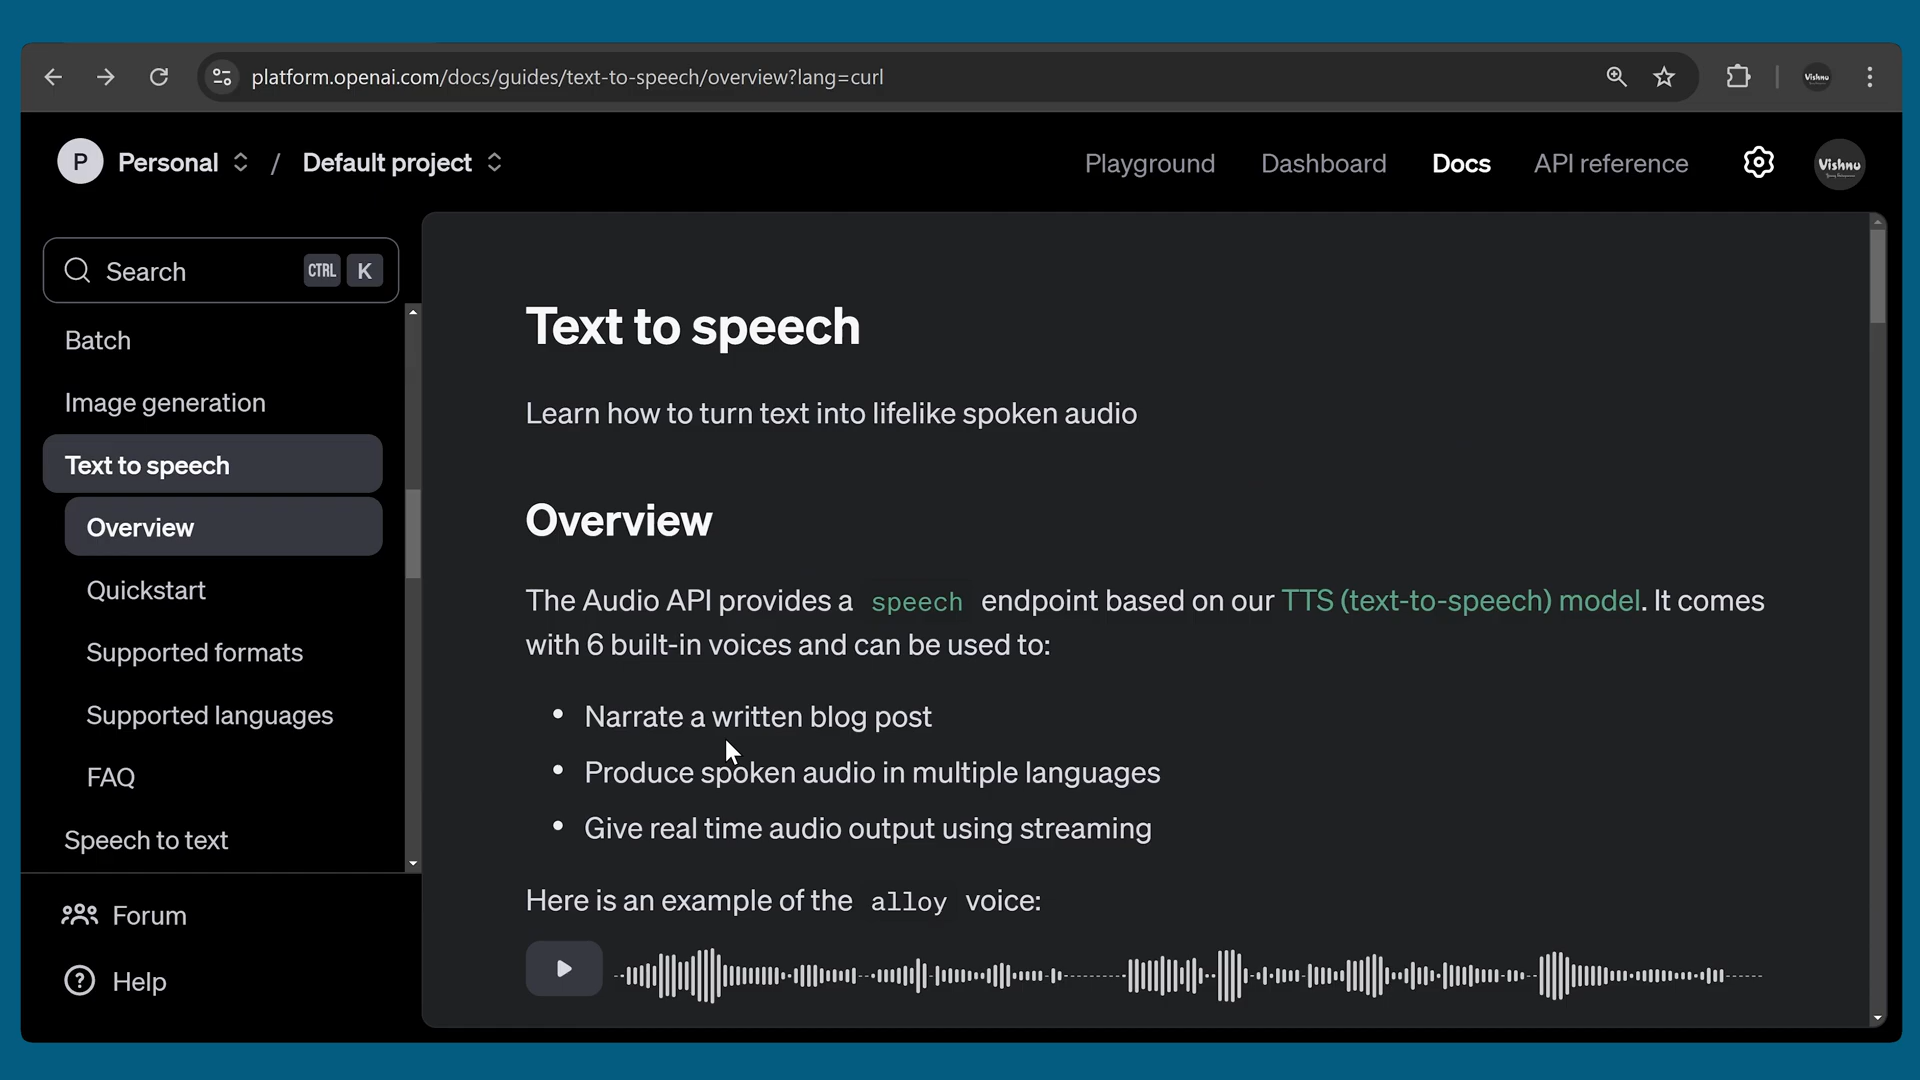 platform.openai.com/docs/guides/text-to-speech/overview?lang=curl
Vishnu
P Personal / Default project
Playground Dashboard Docs API reference
Vishnu
Search CTRL K
Batch
Image generation
Text to speech
Overview
Quickstart
Supported formats
Supported languages
FAQ
Speech to text
Forum
Help
Text to speech
Learn how to turn text into lifelike spoken audio
Overview
The Audio API provides a speech endpoint based on our TTS (text-to-speech) model. It comes
with 6 built-in voices and can be used to:
• Narrate a written blog post
• Produce spoken audio in multiple languages
• Give real time audio output using streaming
Here is an example of the alloy voice: